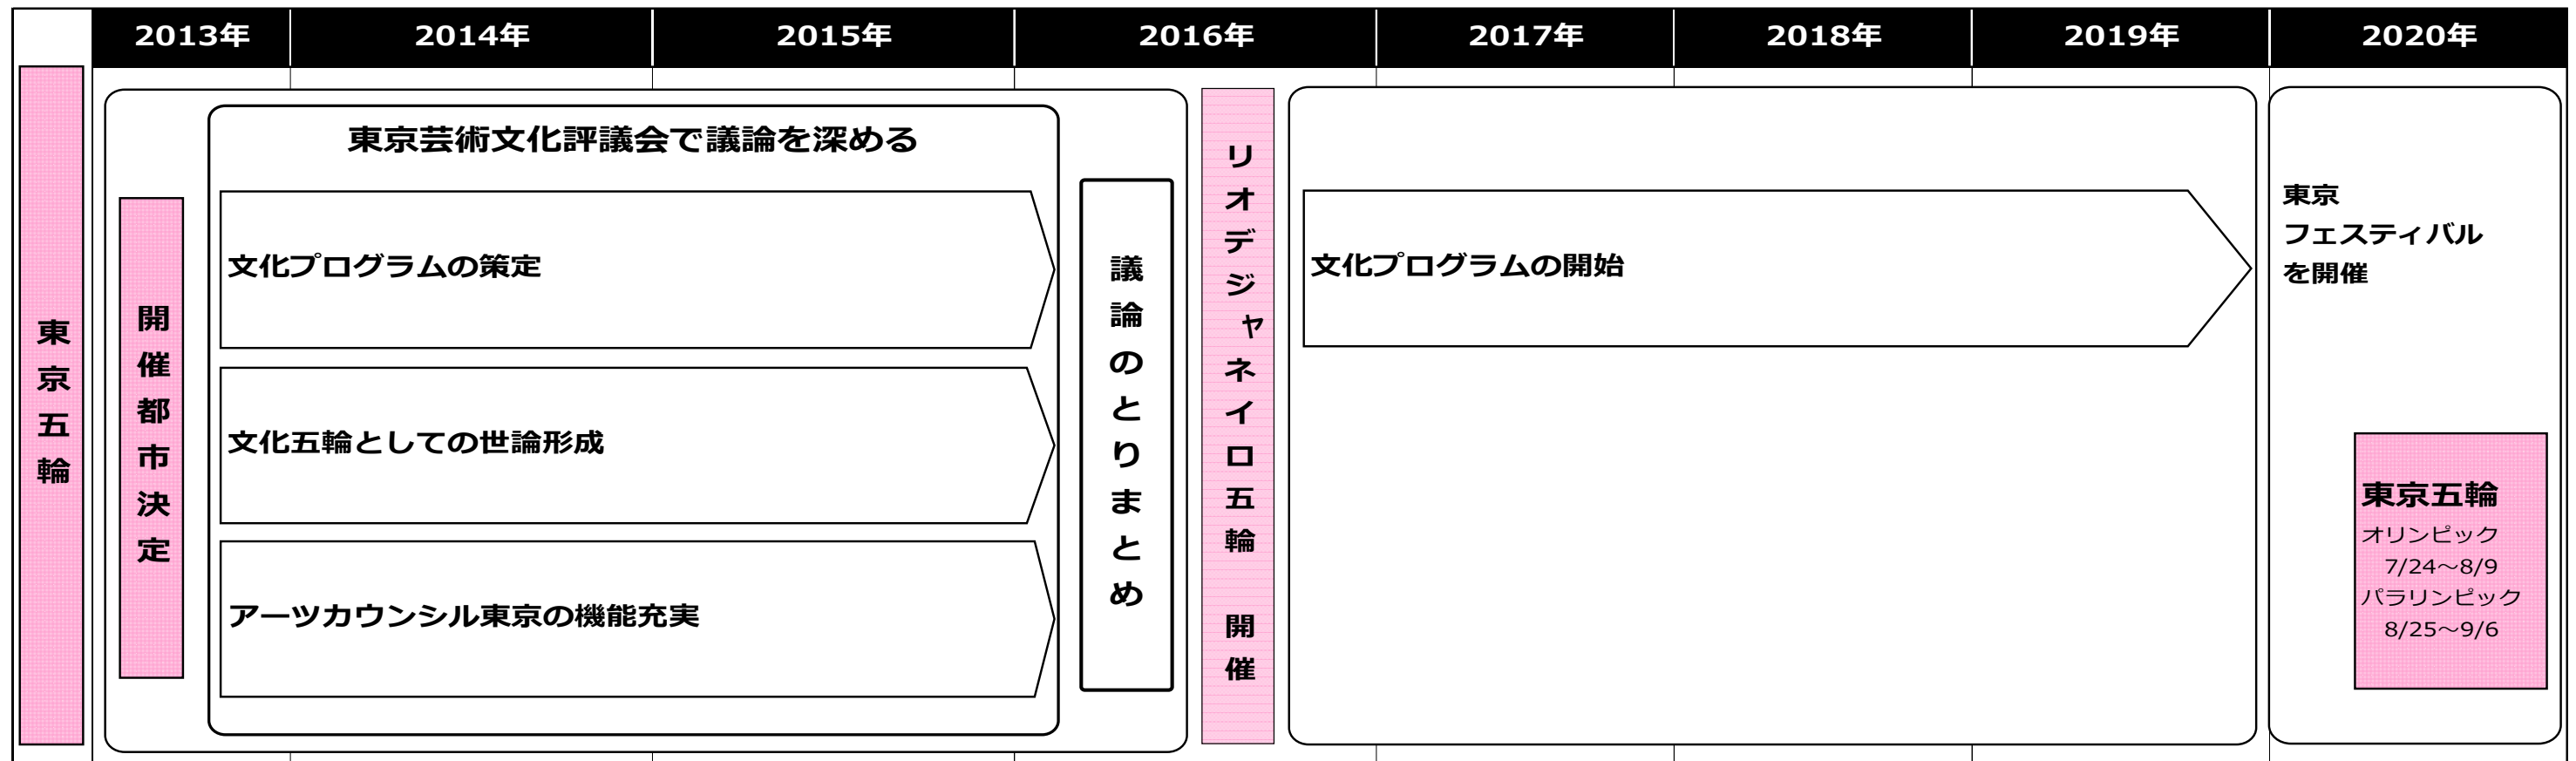 2013年
2014年
2015年
2016年
2017年
2018年
2019年
2020年
東京五輪
開催都市決定
東京芸術文化評議会で議論を深める
文化プログラムの策定
文化五輪としての世論形成
アーツカウンシル東京の機能充実
議論のとりまとめ
リオデジャネイロ五輪　開催
文化プログラムの開始
東京
フェスティバル
を開催
東京五輪
オリンピック
7/24～8/9
パラリンピック
8/25～9/6